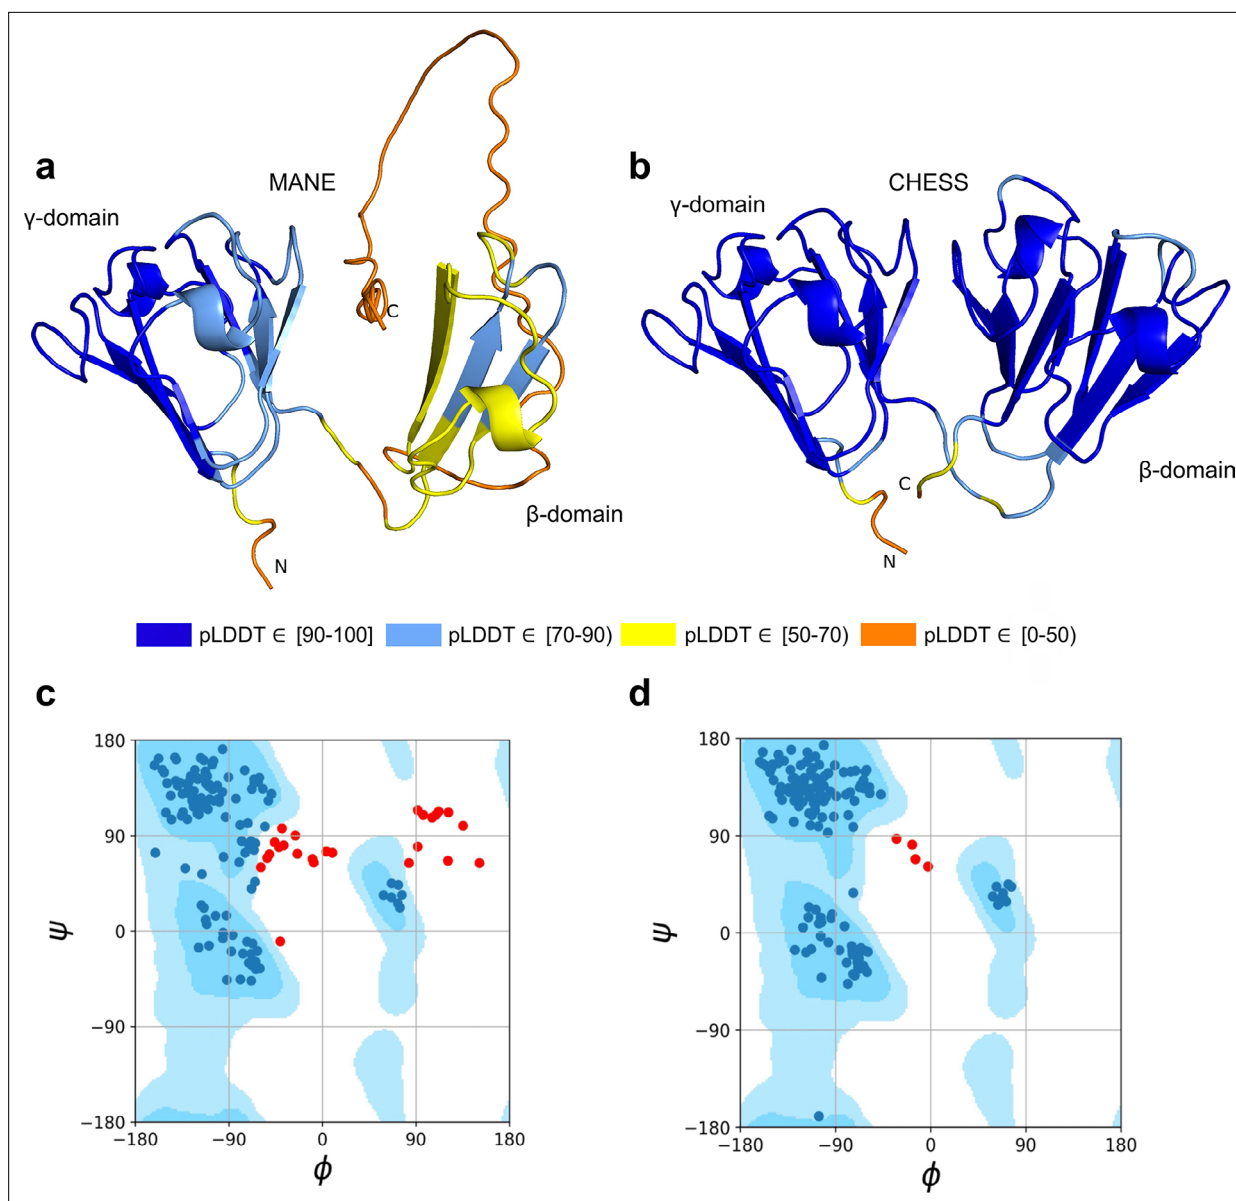 a
MANE
γ-domain
C
β-domain
N
b
CHESS
γ-domain
C
β-domain
N
pLDDT ∈ [90-100]
pLDDT ∈ [70-90)
pLDDT ∈ [50-70)
pLDDT ∈ [0-50)
c
180
90
0
−90
−180
ψ
−180
−90
0
90
180
ϕ
d
180
90
0
−90
−180
ψ
−180
−90
0
90
180
ϕ